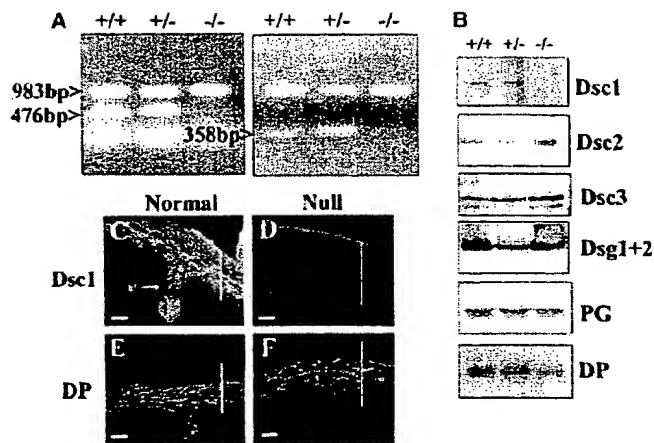 A
+/+ +/- -/- +/+ +/- -/-
983bp>
476bp>
358bp>
B
+/+ +/- -/-
Dsc1
Dsc2
Dsc3
Dsg1+2
PG
DP
Normal Null
Dsc1
C D
DP
E F